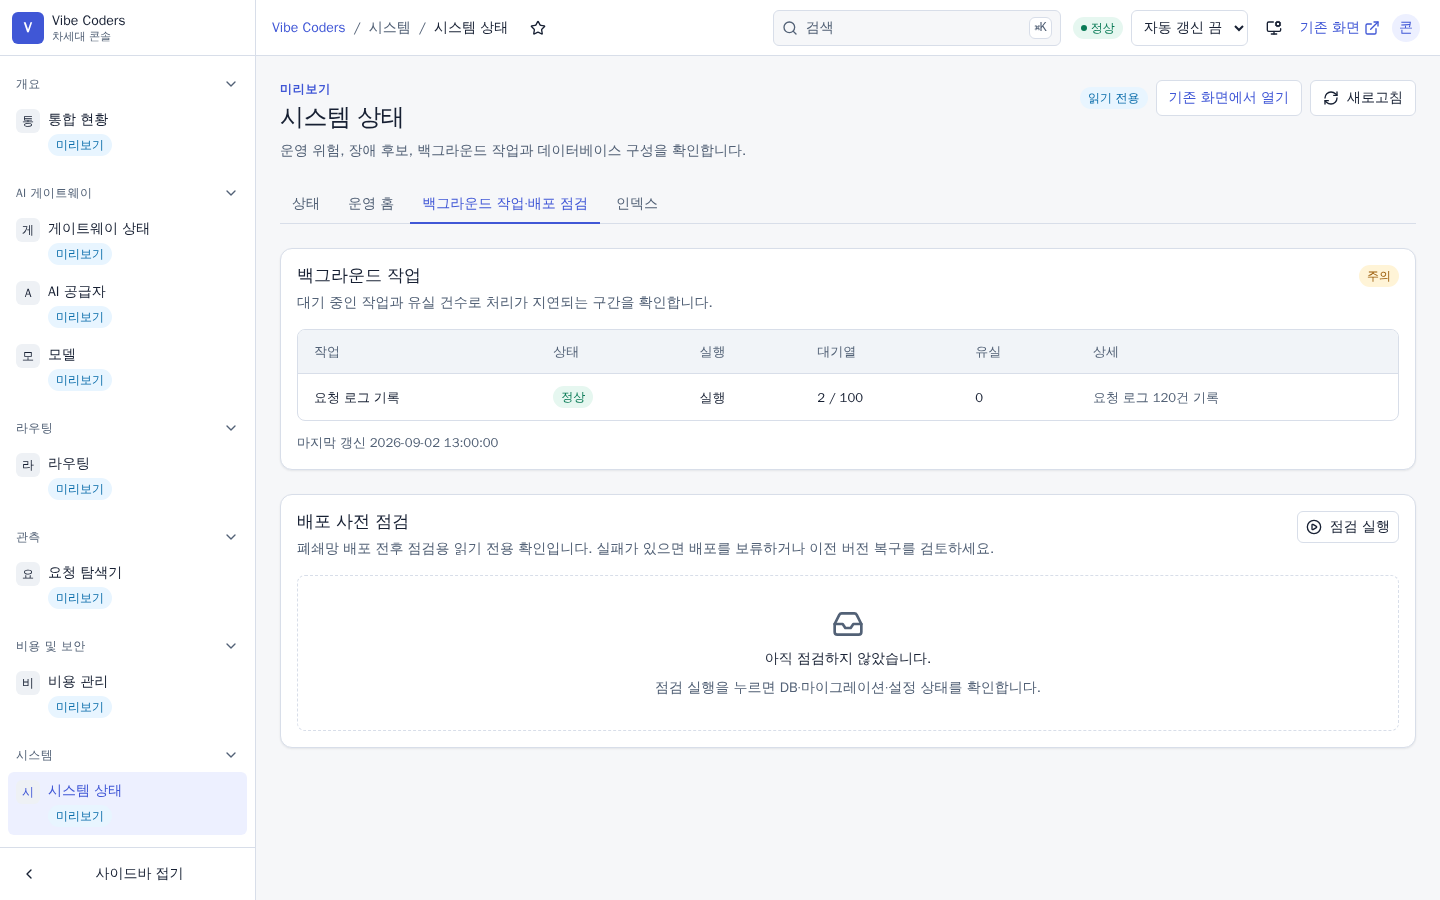 V
Vibe Coders
차세대 콘솔
Vibe Coders / 시스템 / 시스템 상태
검색
⌘K
정상
자동 갱신 끔
기존 화면
콘
개요
통
통합 현황
미리보기
AI 게이트웨이
게
게이트웨이 상태
미리보기
A
AI 공급자
미리보기
모
모델
미리보기
라우팅
라
라우팅
미리보기
관측
요
요청 탐색기
미리보기
비용 및 보안
비
비용 관리
미리보기
시스템
시
시스템 상태
미리보기
사이드바 접기
미리보기
시스템 상태
운영 위험, 장애 후보, 백그라운드 작업과 데이터베이스 구성을 확인합니다.
읽기 전용
기존 화면에서 열기
새로고침
상태
운영 홈
백그라운드 작업·배포 점검
인덱스
백그라운드 작업
주의
대기 중인 작업과 유실 건수로 처리가 지연되는 구간을 확인합니다.
작업 상태 실행 대기열 유실 상세
요청 로그 기록 정상 실행 2 / 100 0 요청 로그 120건 기록
마지막 갱신 2026-09-02 13:00:00
배포 사전 점검
점검 실행
폐쇄망 배포 전후 점검용 읽기 전용 확인입니다. 실패가 있으면 배포를 보류하거나 이전 버전 복구를 검토하세요.
아직 점검하지 않았습니다.
점검 실행을 누르면 DB·마이그레이션·설정 상태를 확인합니다.